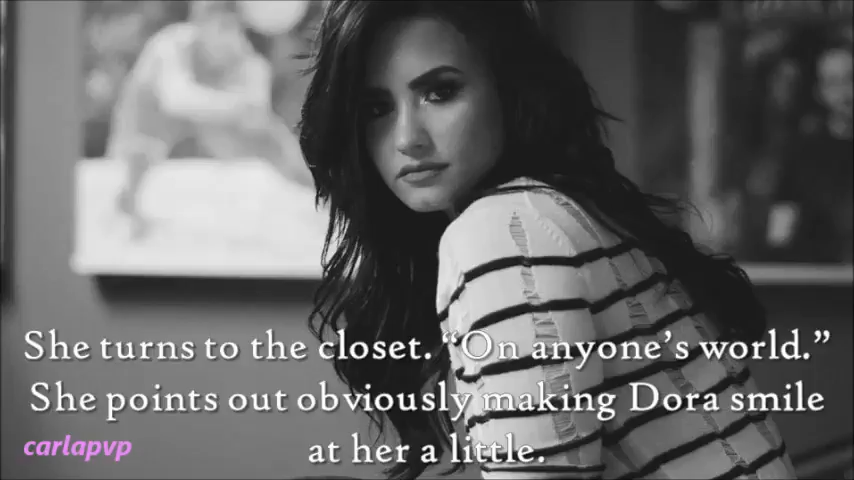 She turns to the closet. “On anyone’s world.”
She points out obviously making Dora smile
at her a little.
carlapvp